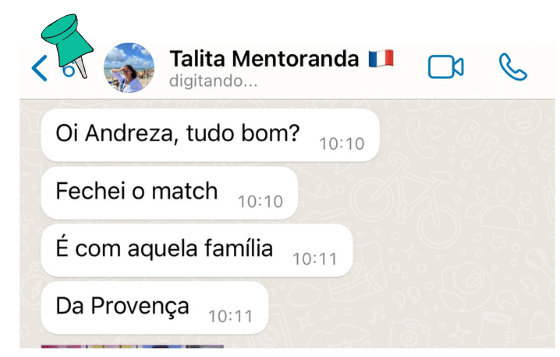 Talita Mentoranda 🇫🇷
digitando...
Oi Andreza, tudo bom? 10:10
Fechei o match 10:10
É com aquela família 10:11
Da Provença 10:11